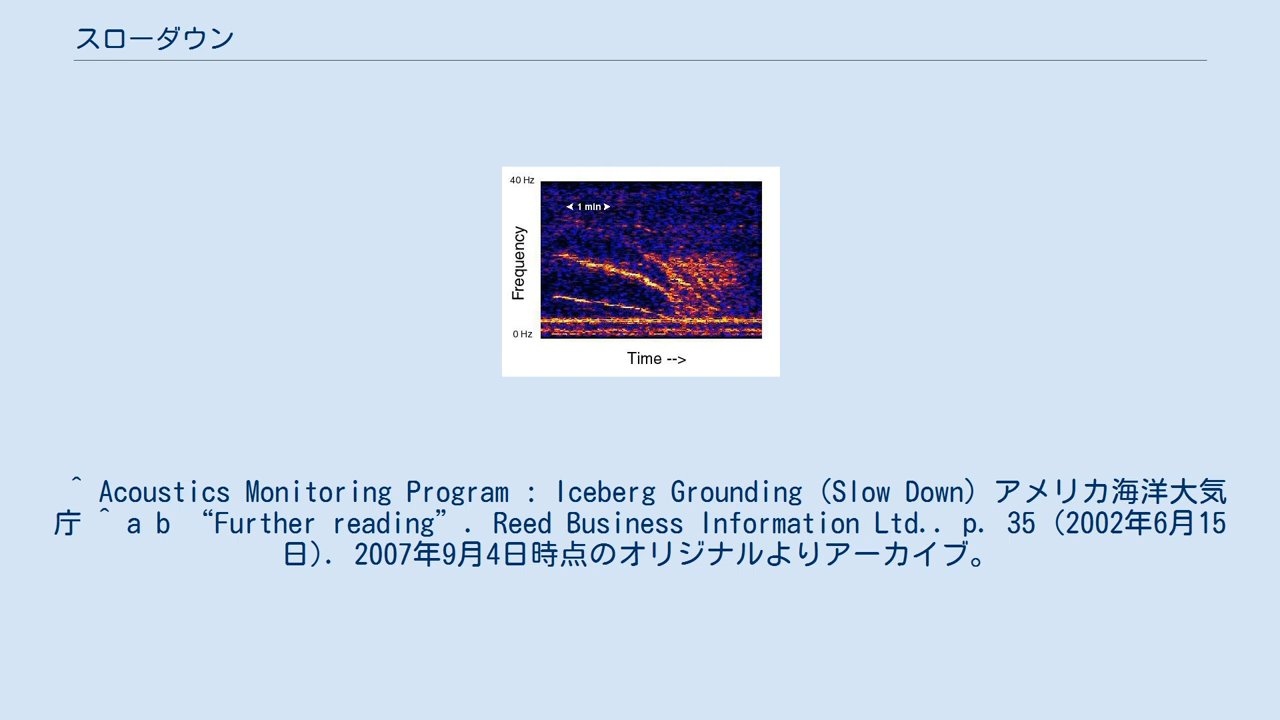 スローダウン
40 Hz
1 min
Frequency
0 Hz
Time -->
^ Acoustics Monitoring Program : Iceberg Grounding (Slow Down) アメリカ海洋大気
庁 ^ a b “Further reading”. Reed Business Information Ltd.. p. 35 (2002年6月15
日). 2007年9月4日時点のオリジナルよりアーカイブ。